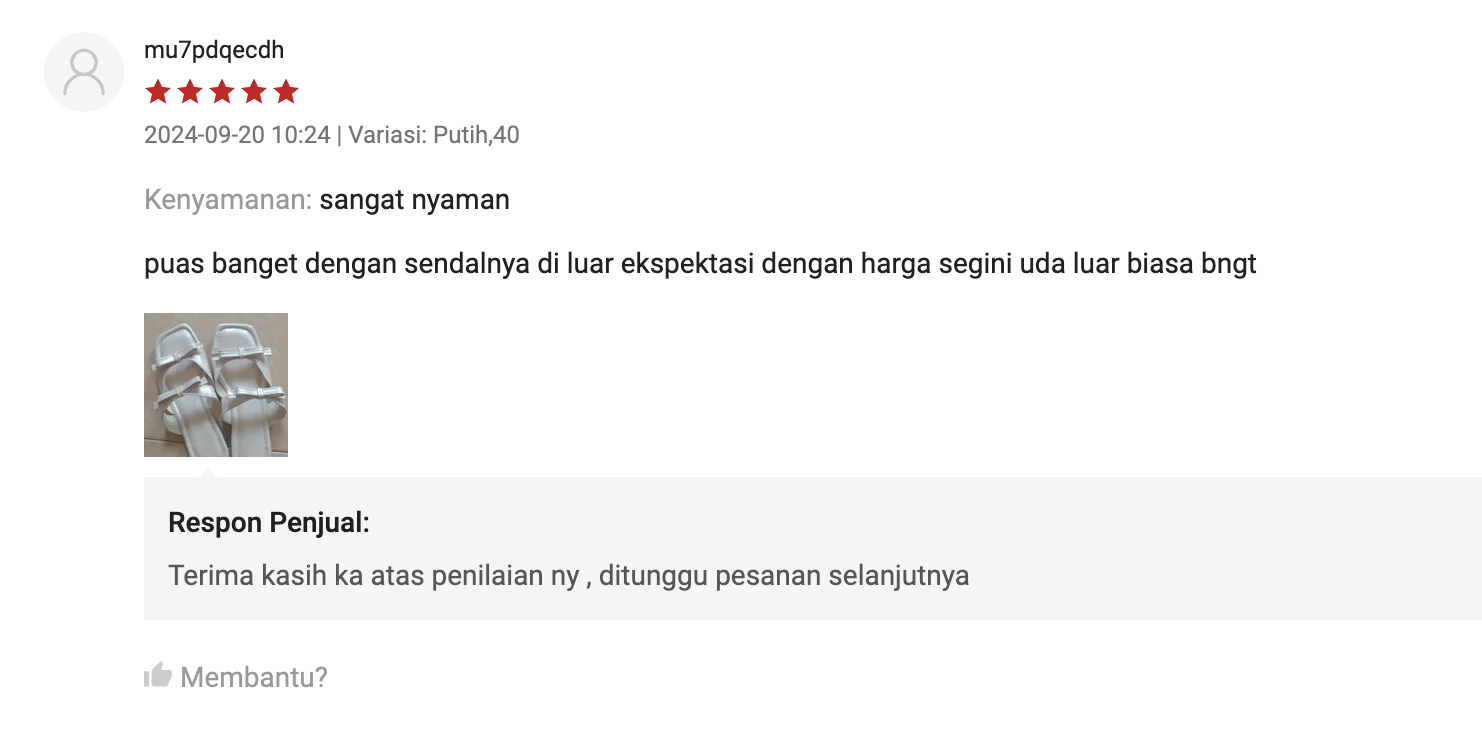 mu7pdqecdh
2024-09-20 10:24 | Variasi: Putih,40
Kenyamanan: sangat nyaman
puas banget dengan sendalnya di luar ekspektasi dengan harga segini uda luar biasa bngt
Respon Penjual:
Terima kasih ka atas penilaian ny , ditunggu pesanan selanjutnya
Membantu?